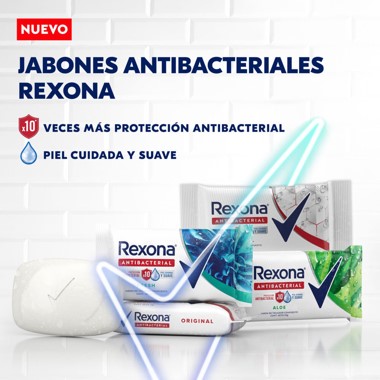 NUEVO
JABONES ANTIBACTERIALES
REXONA
x10 VECES MÁS PROTECCIÓN ANTIBACTERIAL
PIEL CUIDADA Y SUAVE
Rexona
ANTIBACTERIAL
Rexona
ANTIBACTERIAL
x10
Rexona
ANTIBACTERIAL
x10
ALOE
Rexona
ANTIBACTERIAL
ORIGINAL